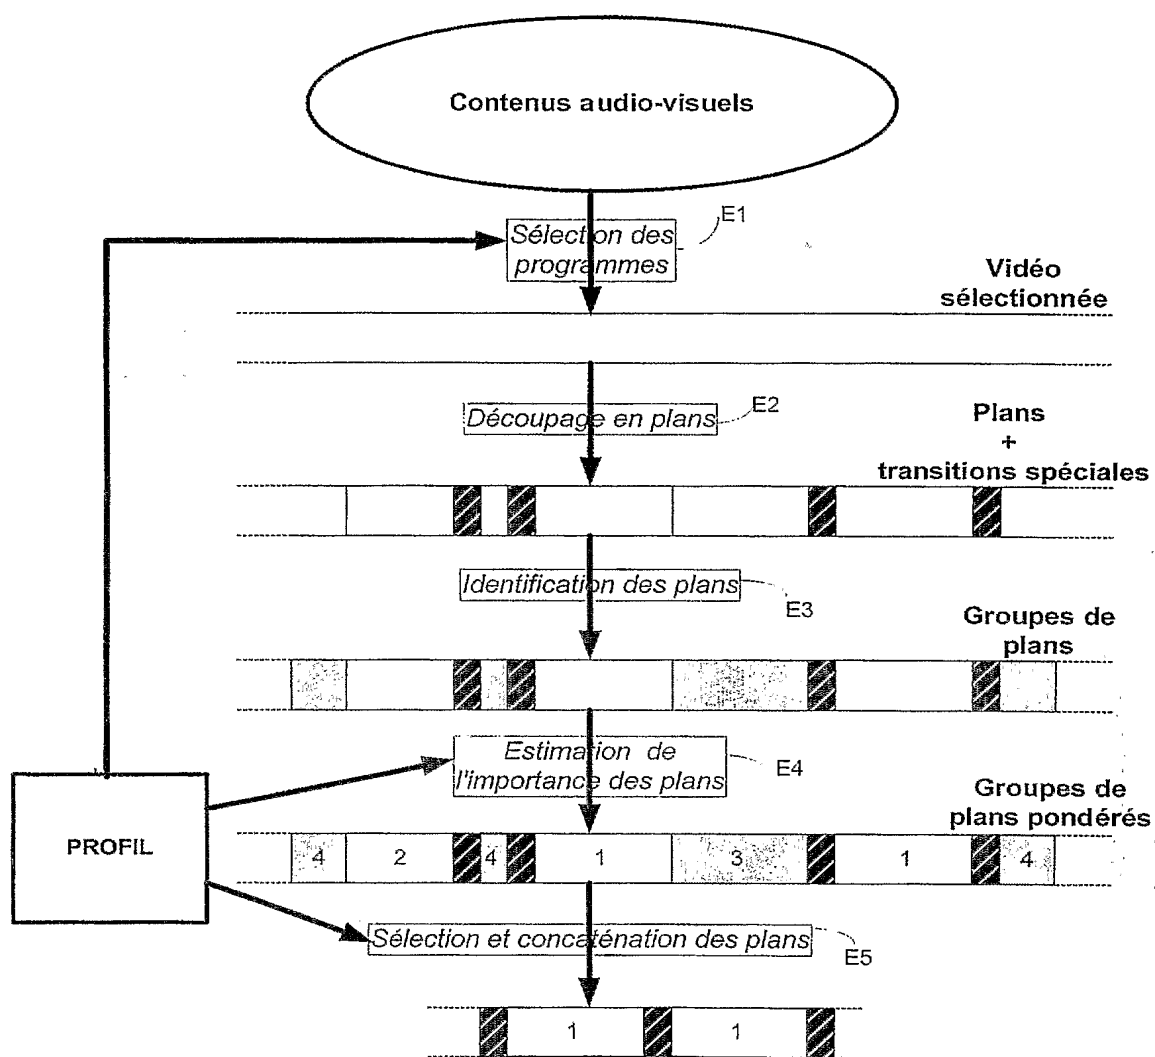 Contenus audio-visuels
E1
Sélection des
programmes
Vidéo
sélectionnée
E2
Découpage en plans
Plans
+
transitions spéciales
Identification des plans
E3
Groupes de
plans
Estimation de
l'importance des plans
E4
Groupes de
plans pondérés
PROFIL
4 2 4 1 3 1 4
Sélection et concaténation des plans
E5
1 1